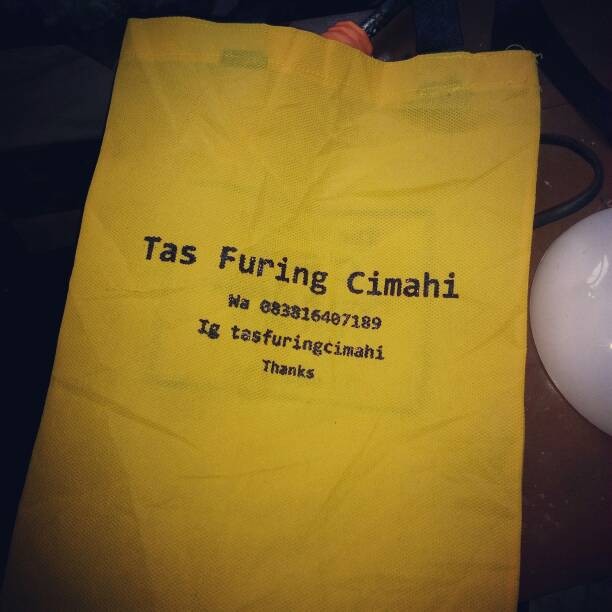 Tas Furing Cimahi
Wa 083816407189
Ig tasfuringcimahi
Thanks